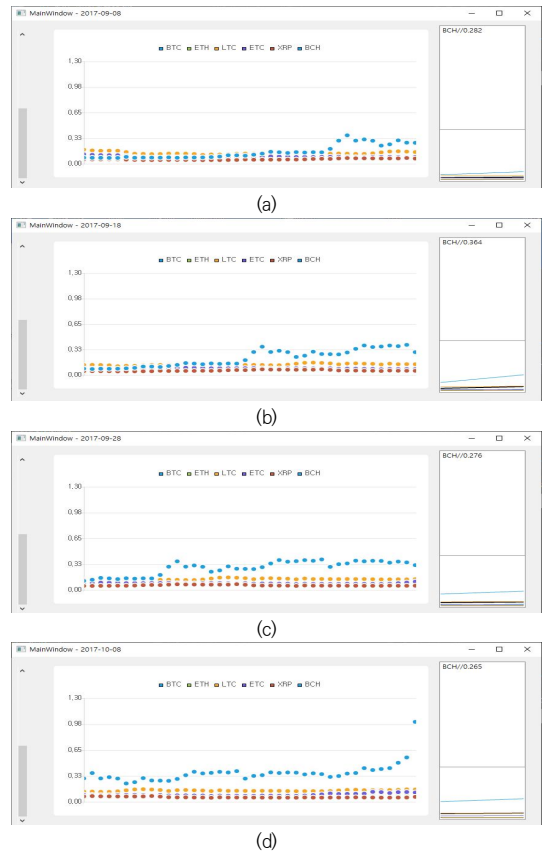 MainWindow - 2017-09-08
BCH//0.282
BTC ETH LTC ETC XRP BCH
1,30
0,98
0,65
0,33
0,00
(a)
MainWindow - 2017-09-18
BCH//0.364
BTC ETH LTC ETC XRP BCH
1,30
0,98
0,65
0,33
0,00
(b)
MainWindow - 2017-09-28
BCH//0.276
BTC ETH LTC ETC XRP BCH
1,30
0,98
0,65
0,33
0,00
(c)
MainWindow - 2017-10-08
BCH//0.265
BTC ETH LTC ETC XRP BCH
1,30
0,98
0,65
0,33
0,00
(d)